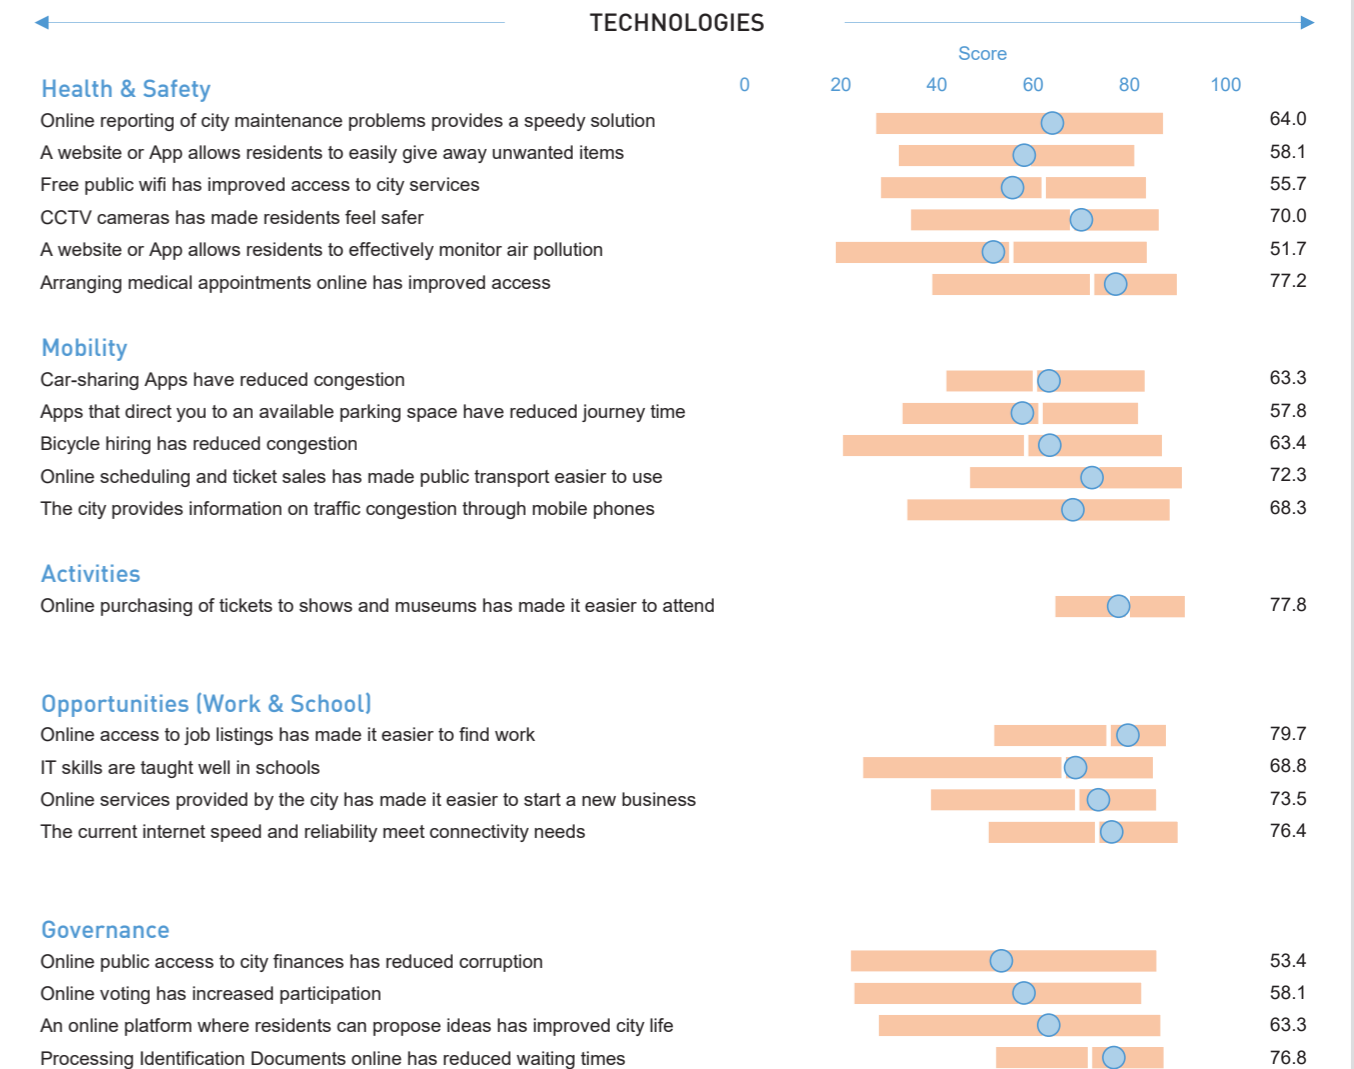 TECHNOLOGIES
Score
Health & Safety 0 20 40 60 80 100
Online reporting of city maintenance problems provides a speedy solution 64.0
A website or App allows residents to easily give away unwanted items 58.1
Free public wifi has improved access to city services 55.7
CCTV cameras has made residents feel safer 70.0
A website or App allows residents to effectively monitor air pollution 51.7
Arranging medical appointments online has improved access 77.2
Mobility
Car-sharing Apps have reduced congestion 63.3
Apps that direct you to an available parking space have reduced journey time 57.8
Bicycle hiring has reduced congestion 63.4
Online scheduling and ticket sales has made public transport easier to use 72.3
The city provides information on traffic congestion through mobile phones 68.3
Activities
Online purchasing of tickets to shows and museums has made it easier to attend 77.8
Opportunities (Work & School)
Online access to job listings has made it easier to find work 79.7
IT skills are taught well in schools 68.8
Online services provided by the city has made it easier to start a new business 73.5
The current internet speed and reliability meet connectivity needs 76.4
Governance
Online public access to city finances has reduced corruption 53.4
Online voting has increased participation 58.1
An online platform where residents can propose ideas has improved city life 63.3
Processing Identification Documents online has reduced waiting times 76.8